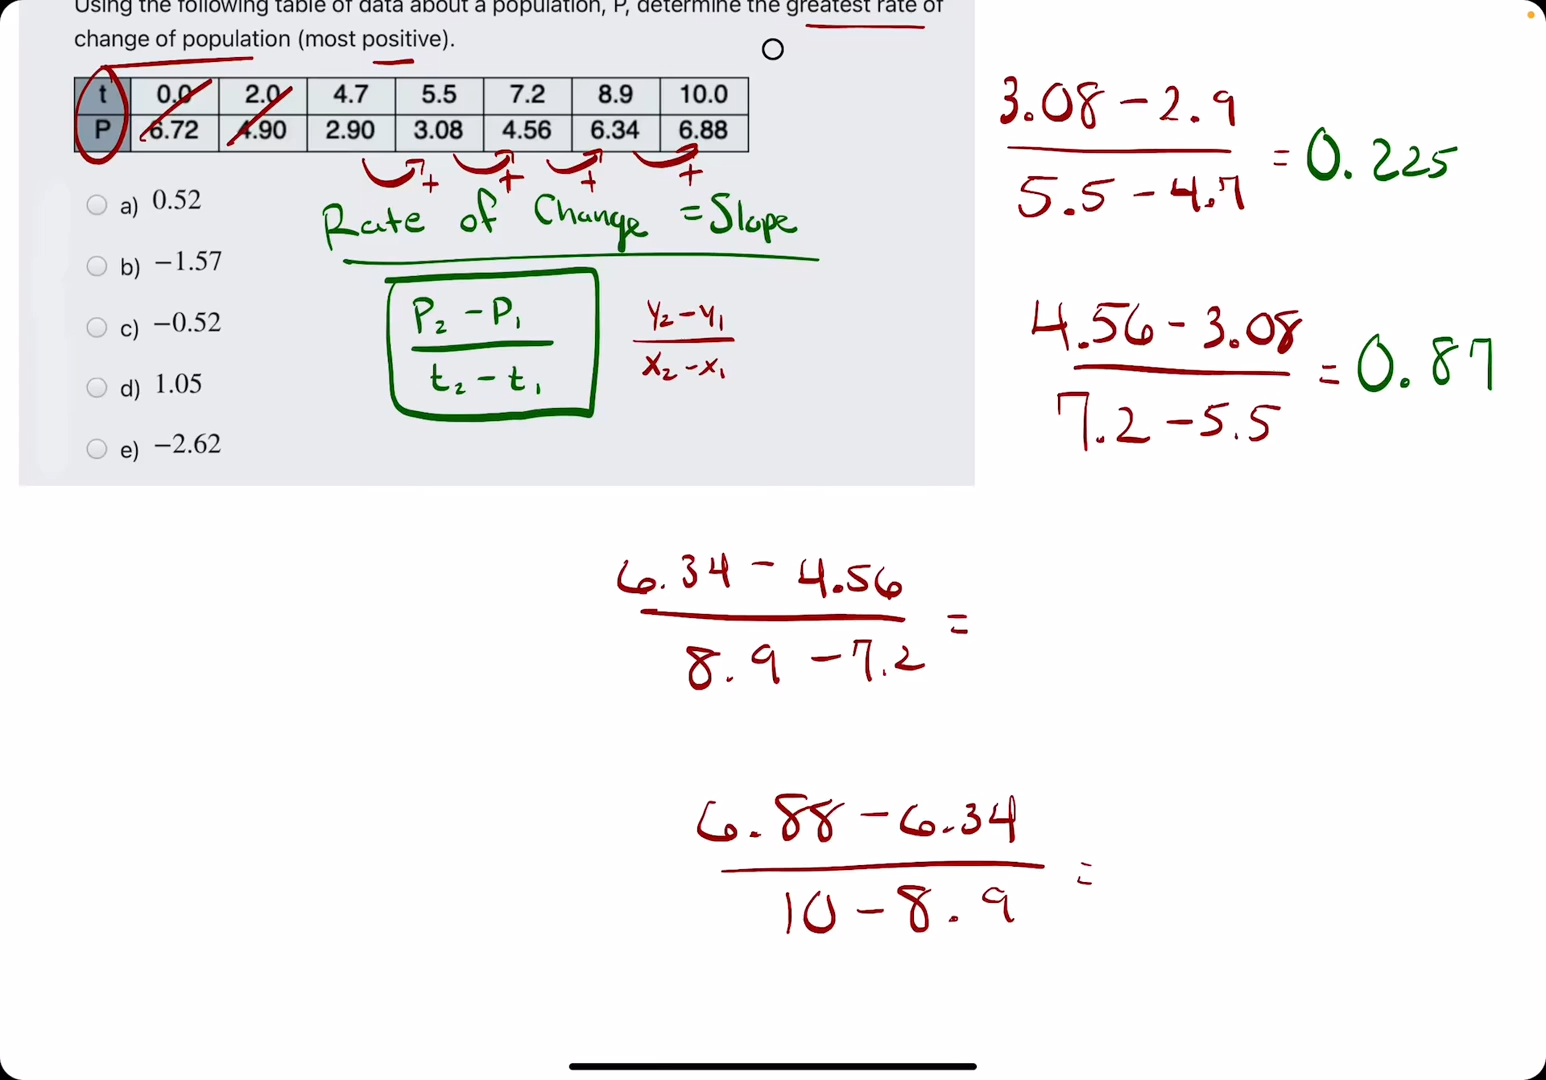 Using the following table of data about a population, P, determine the greatest rate of
change of population (most positive).
t 0.0 2.0 4.7 5.5 7.2 8.9 10.0
P 6.72 4.90 2.90 3.08 4.56 6.34 6.88
+ + + +
a) 0.52
b) −1.57
c) −0.52
d) 1.05
e) −2.62
Rate of Change = Slope
P₂ − P₁
t₂ − t₁
Y₂ − Y₁
X₂ − X₁
3.08 − 2.9
5.5 − 4.7
= 0.225
4.56 − 3.08
7.2 − 5.5
= 0.87
6.34 − 4.56
8.9 − 7.2
=
6.88 − 6.34
10 − 8.9
=